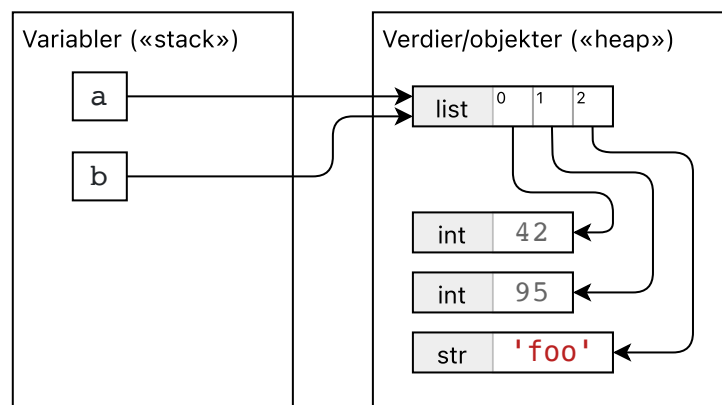 Variabler («stack»)
Verdier/objekter («heap»)
a
b
list 0 1 2
int 42
int 95
str 'foo'